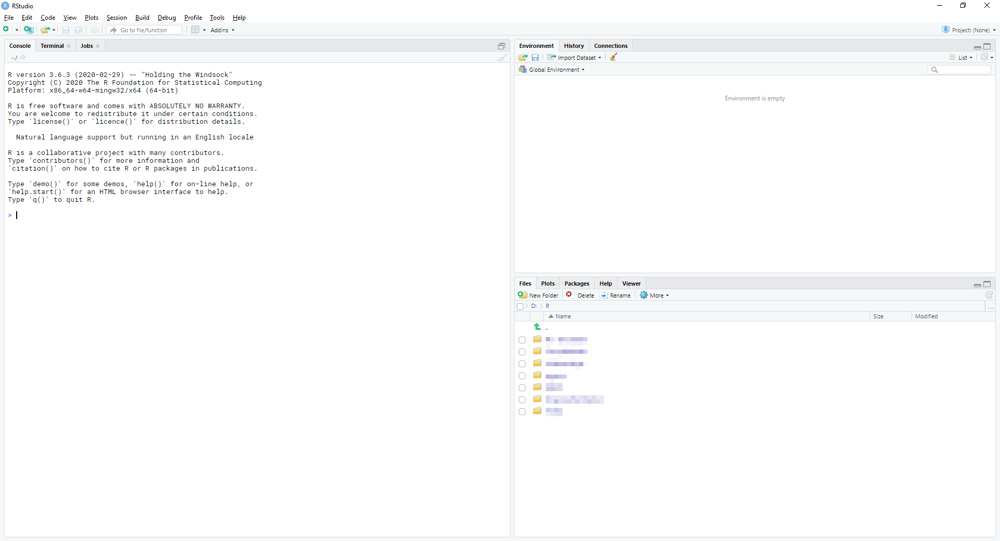 RStudio
File Edit Code View Plots Session Build Debug Profile Tools Help
Go to file/function Addins Project: (None)
Console Terminal Jobs
~/
R version 3.6.3 (2020-02-29) -- "Holding the Windsock"
Copyright (C) 2020 The R Foundation for Statistical Computing
Platform: x86_64-w64-mingw32/x64 (64-bit)
R is free software and comes with ABSOLUTELY NO WARRANTY.
You are welcome to redistribute it under certain conditions.
Type 'license()' or 'licence()' for distribution details.
Natural language support but running in an English locale
R is a collaborative project with many contributors.
Type 'contributors()' for more information and
'citation()' on how to cite R or R packages in publications.
Type 'demo()' for some demos, 'help()' for on-line help, or
'help.start()' for an HTML browser interface to help.
Type 'q()' to quit R.
>
Environment History Connections
Import Dataset List
Global Environment
Environment is empty
Files Plots Packages Help Viewer
New Folder Delete Rename More
D: R ...
Name Size Modified
..